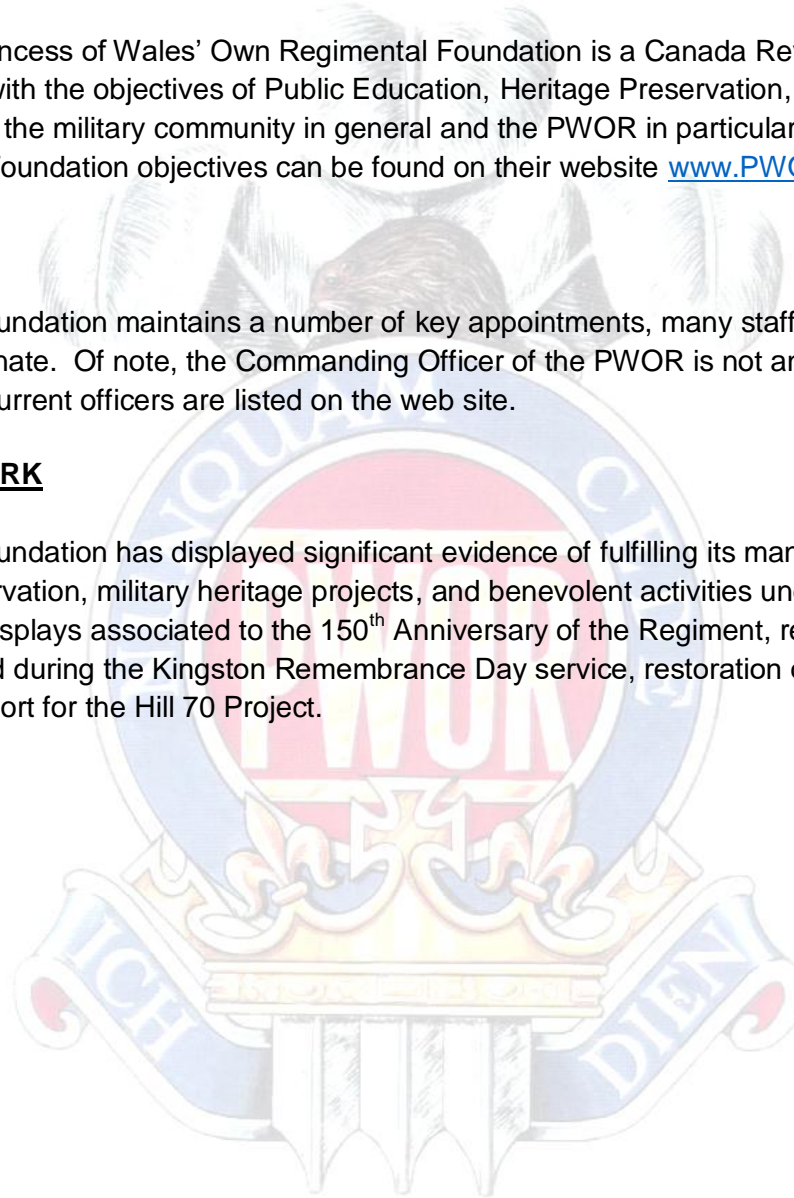 ncess of Wales’ Own Regimental Foundation is a Canada Re
with the objectives of Public Education, Heritage Preservation,
the military community in general and the PWOR in particular
Foundation objectives can be found on their website www.PWO
undation maintains a number of key appointments, many staff
nate. Of note, the Commanding Officer of the PWOR is not an
urrent officers are listed on the web site.
RK
undation has displayed significant evidence of fulfilling its man
rvation, military heritage projects, and benevolent activities un
splays associated to the 150th Anniversary of the Regiment, re
d during the Kingston Remembrance Day service, restoration
ort for the Hill 70 Project.
NUNQUAM CEDE
PWOR
ICH DIEN